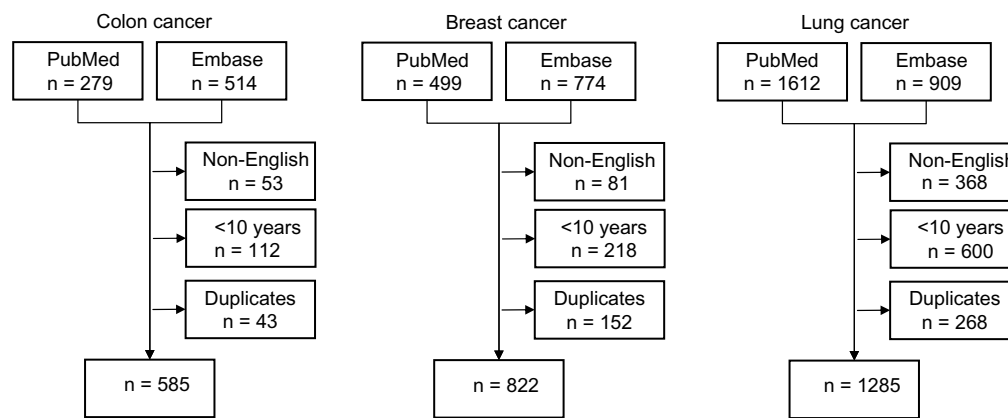 Colon cancer
PubMed
n = 279
Embase
n = 514
Non-English
n = 53
<10 years
n = 112
Duplicates
n = 43
n = 585
Breast cancer
PubMed
n = 499
Embase
n = 774
Non-English
n = 81
<10 years
n = 218
Duplicates
n = 152
n = 822
Lung cancer
PubMed
n = 1612
Embase
n = 909
Non-English
n = 368
<10 years
n = 600
Duplicates
n = 268
n = 1285